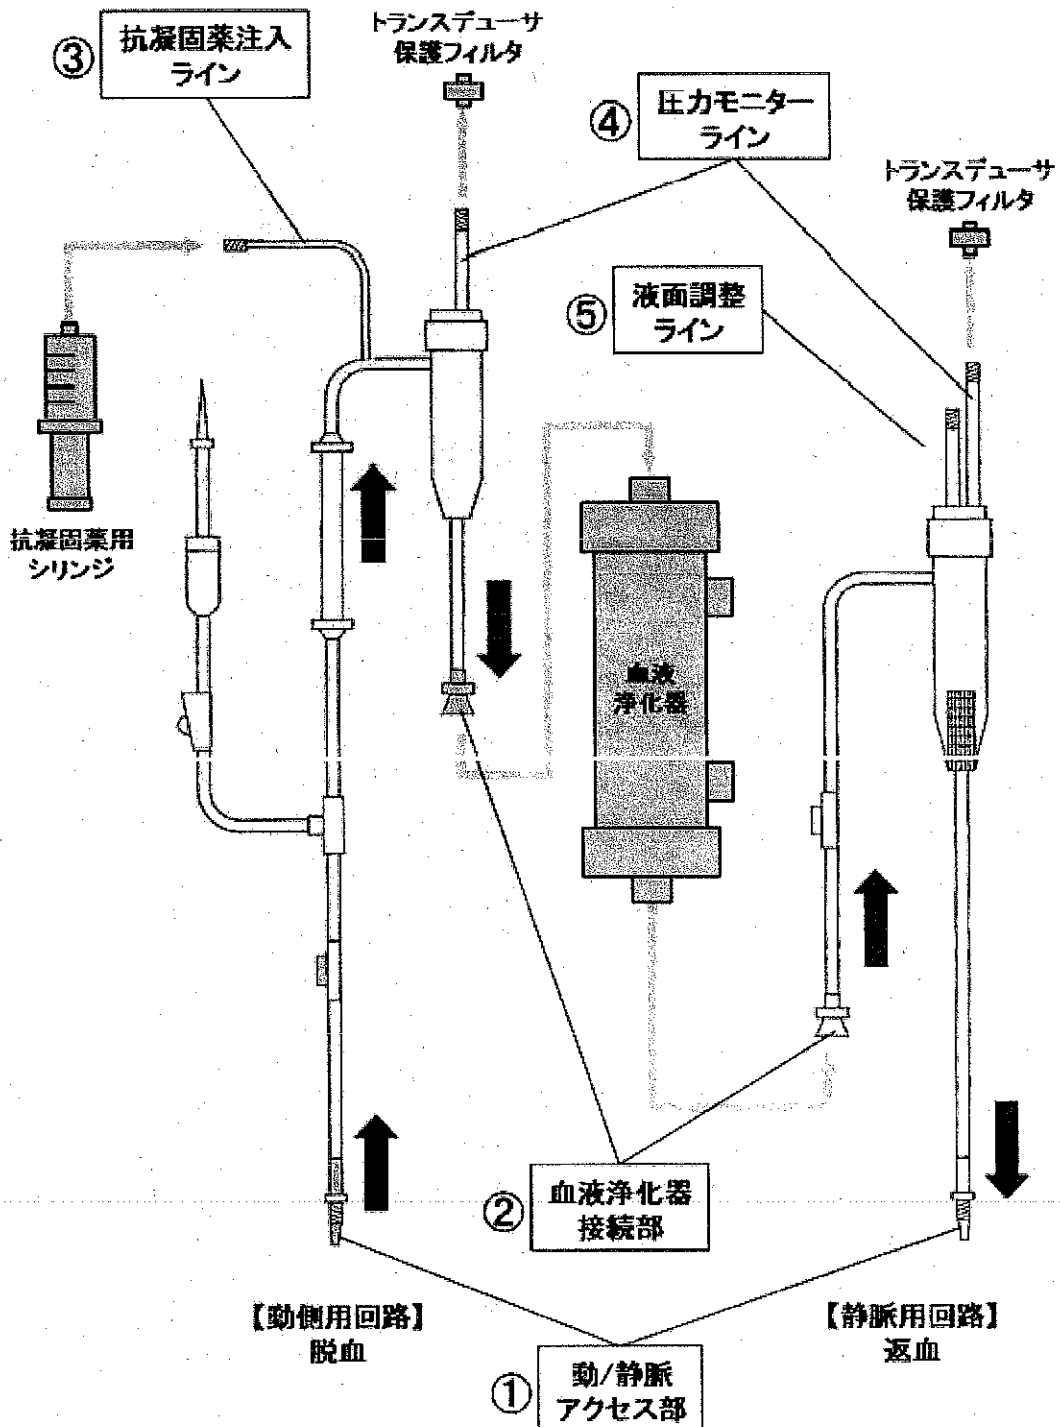 ③
抗凝固薬注入
ライン
トランスデューサ
保護フィルタ
④
圧力モニター
ライン
トランスデューサ
保護フィルタ
⑤
液面調整
ライン
抗凝固薬用
シリンジ
血液
浄化器
②
血液浄化器
接続部
【動側用回路】
脱血
【静脈用回路】
返血
①
動/静脈
アクセス部